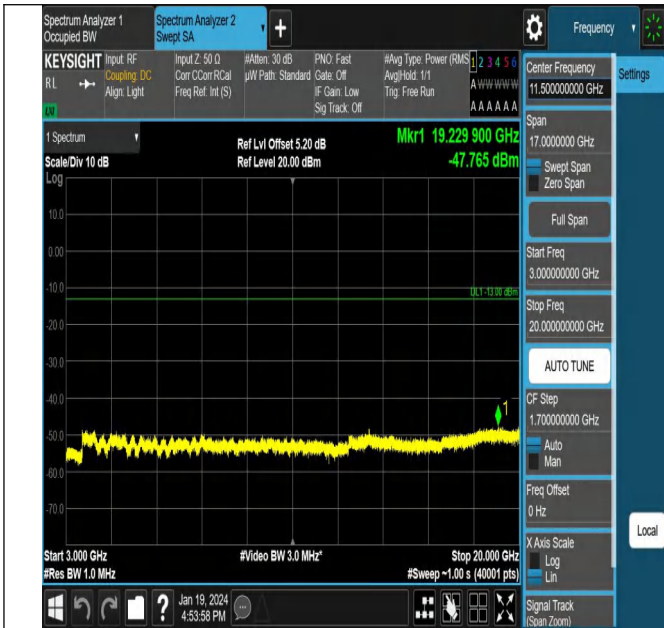 Spectrum Analyzer 1
Occupied BW
Spectrum Analyzer 2
Swept SA
+
Frequency
KEYSIGHT
RL
LXI
Input: RF
Coupling: DC
Align: Light
Input Z: 50 Ω
Corr CCorr RCal
Freq Ref: Int (S)
#Atten: 30 dB
µW Path: Standard
PNO: Fast
Gate: Off
IF Gain: Low
Sig Track: Off
#Avg Type: Power (RMS
Avg|Hold: 1/1
Trig: Free Run
1 2 3 4 5 6
A W W W W W
A A A A A A
1 Spectrum
Scale/Div 10 dB
Ref Lvl Offset 5.20 dB
Ref Level 20.00 dBm
Mkr1 19.229 900 GHz
-47.765 dBm
Log
10.0
0.00
-10.0
-20.0
-30.0
-40.0
-50.0
-60.0
-70.0
DL1 -13.00 dBm
1
Start 3.000 GHz
#Res BW 1.0 MHz
#Video BW 3.0 MHz*
Stop 20.000 GHz
#Sweep ~1.00 s (40001 pts)
?
Jan 19, 2024
4:53:58 PM
Center Frequency
11.500000000 GHz
Settings
Span
17.0000000 GHz
Swept Span
Zero Span
Full Span
Start Freq
3.000000000 GHz
Stop Freq
20.000000000 GHz
AUTO TUNE
CF Step
1.700000000 GHz
Auto
Man
Freq Offset
0 Hz
Local
X Axis Scale
Log
Lin
Signal Track
(Span Zoom)